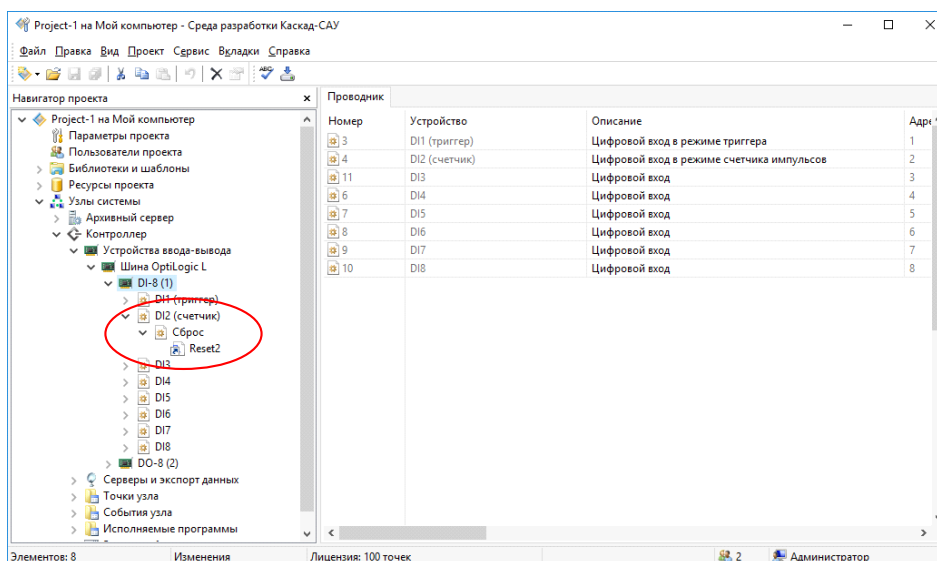 Project-1 на Мой компьютер - Среда разработки Каскад-САУ
Файл Правка Вид Проект Сервис Вкладки Справка
ABC
Навигатор проекта
Project-1 на Мой компьютер
Параметры проекта
Пользователи проекта
Библиотеки и шаблоны
Ресурсы проекта
Узлы системы
Архивный сервер
Контроллер
Устройства ввода-вывода
Шина OptiLogic L
DI-8 (1)
DI1 (триггер)
DI2 (счетчик)
Сброс
Reset2
DI3
DI4
DI5
DI6
DI7
DI8
DO-8 (2)
Серверы и экспорт данных
Точки узла
События узла
Исполняемые программы
Проводник
Номер Устройство Описание Адре
3 DI1 (триггер) Цифровой вход в режиме триггера 1
4 DI2 (счетчик) Цифровой вход в режиме счетчика импульсов 2
11 DI3 Цифровой вход 3
6 DI4 Цифровой вход 4
7 DI5 Цифровой вход 5
8 DI6 Цифровой вход 6
9 DI7 Цифровой вход 7
10 DI8 Цифровой вход 8
Элементов: 8 Изменения Лицензия: 100 точек 2 Администратор